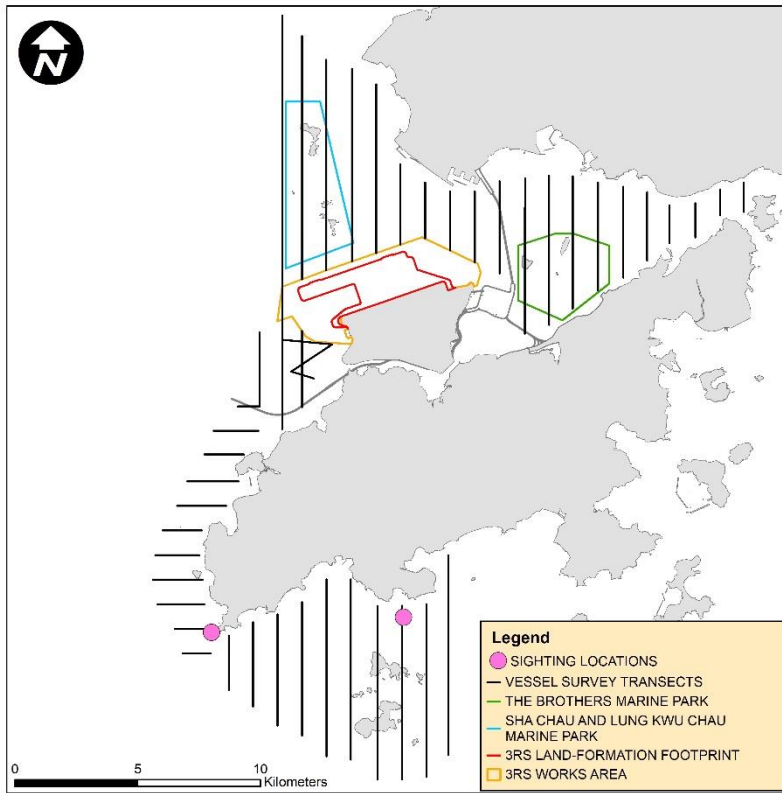 N
Legend
SIGHTING LOCATIONS
VESSEL SURVEY TRANSECTS
THE BROTHERS MARINE PARK
SHA CHAU AND LUNG KWU CHAU
MARINE PARK
3RS LAND-FORMATION FOOTPRINT
3RS WORKS AREA
0 5 10
Kilometers